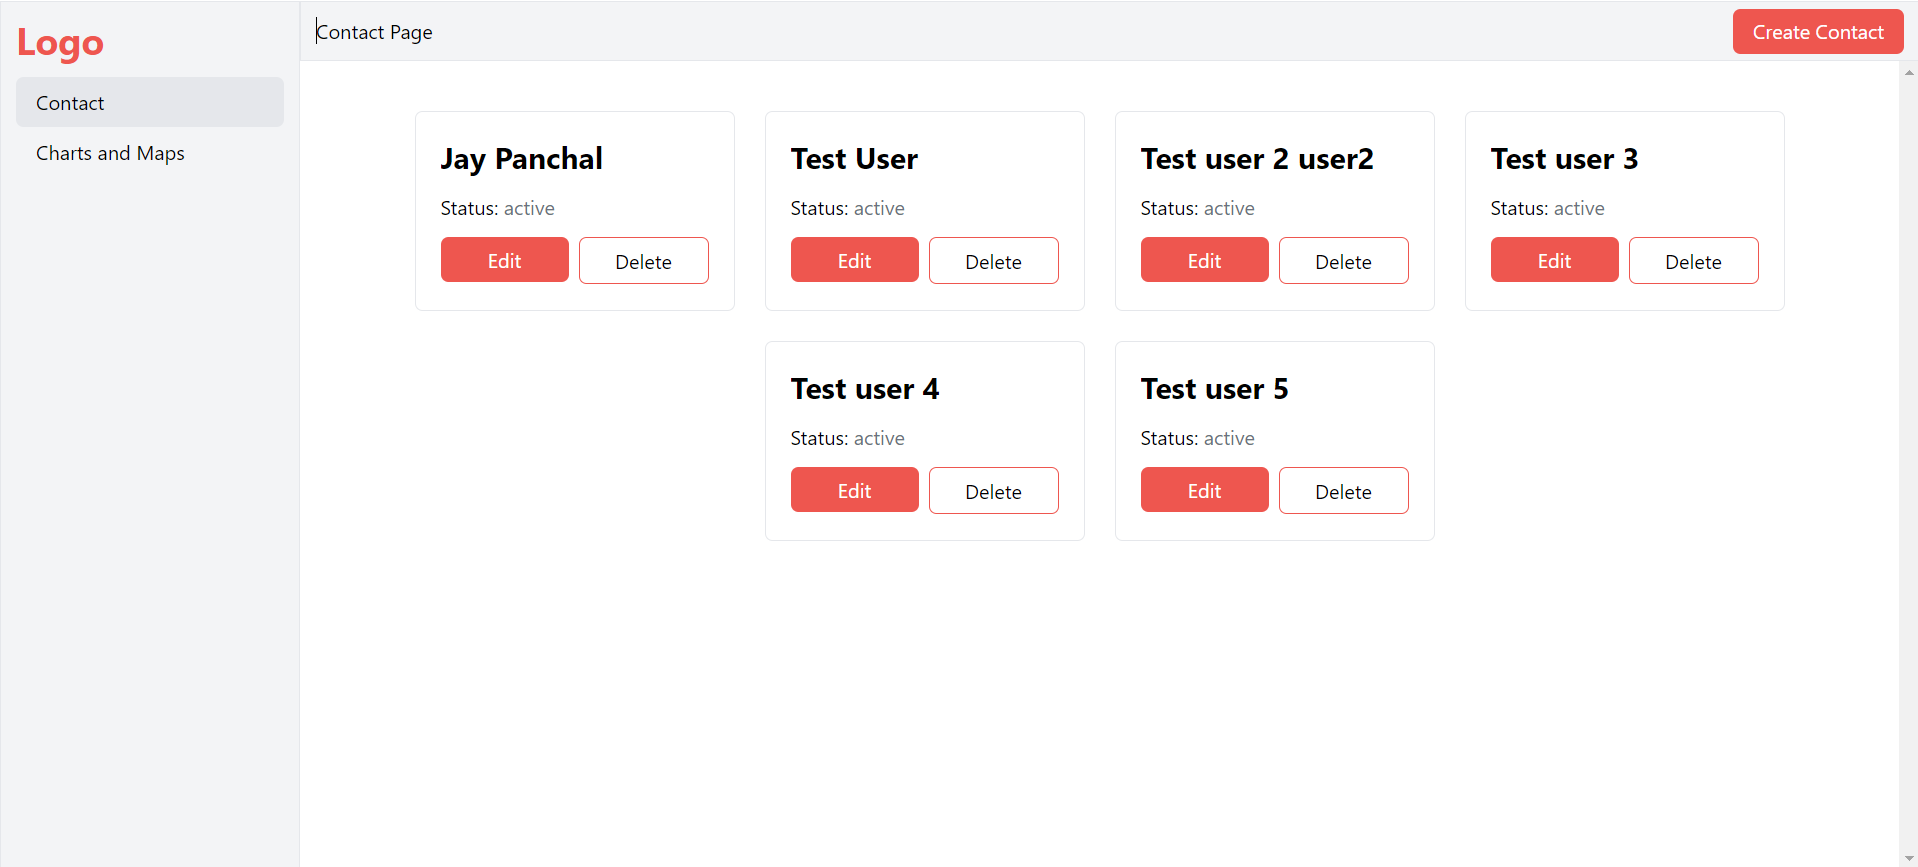 Logo
Contact
Charts and Maps
Contact Page
Create Contact
Jay Panchal
Status: active
Edit
Delete
Test User
Status: active
Edit
Delete
Test user 2 user2
Status: active
Edit
Delete
Test user 3
Status: active
Edit
Delete
Test user 4
Status: active
Edit
Delete
Test user 5
Status: active
Edit
Delete